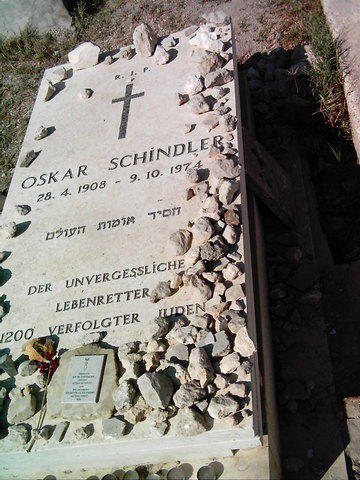 R. I. P.
OSKAR SCHINDLER
28. 4. 1908 - 9. 10. 1974.
חסיד אומות העולם
DER UNVERGESSLICHE
LEBENRETTER
1200 VERFOLGTER JUDEN